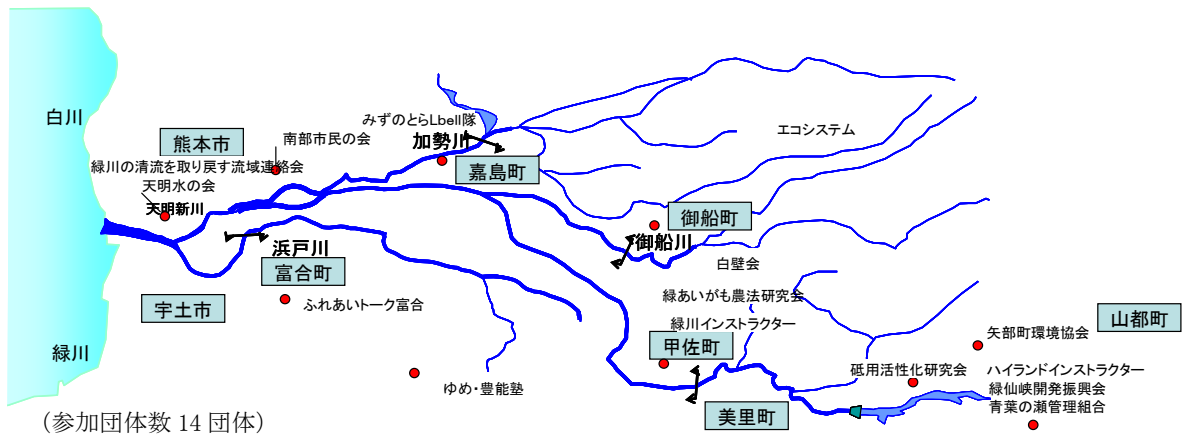 白川
熊本市
南部市民の会
みずのとらLbell隊
加勢川
嘉島町
エコシステム
緑川の清流を取り戻す流域連絡会
天明水の会
天明新川
浜戸川
富合町
宇土市
ふれあいトーク富合
御船町
御船川
白壁会
緑川
緑あいがも農法研究会
緑川インストラクター
甲佐町
美里町
ゆめ・豊能塾
山都町
矢部町環境協会
砥用活性化研究会
ハイランドインストラクター
緑仙峡開発振興会
青葉の瀬管理組合
(参加団体数 14 団体)